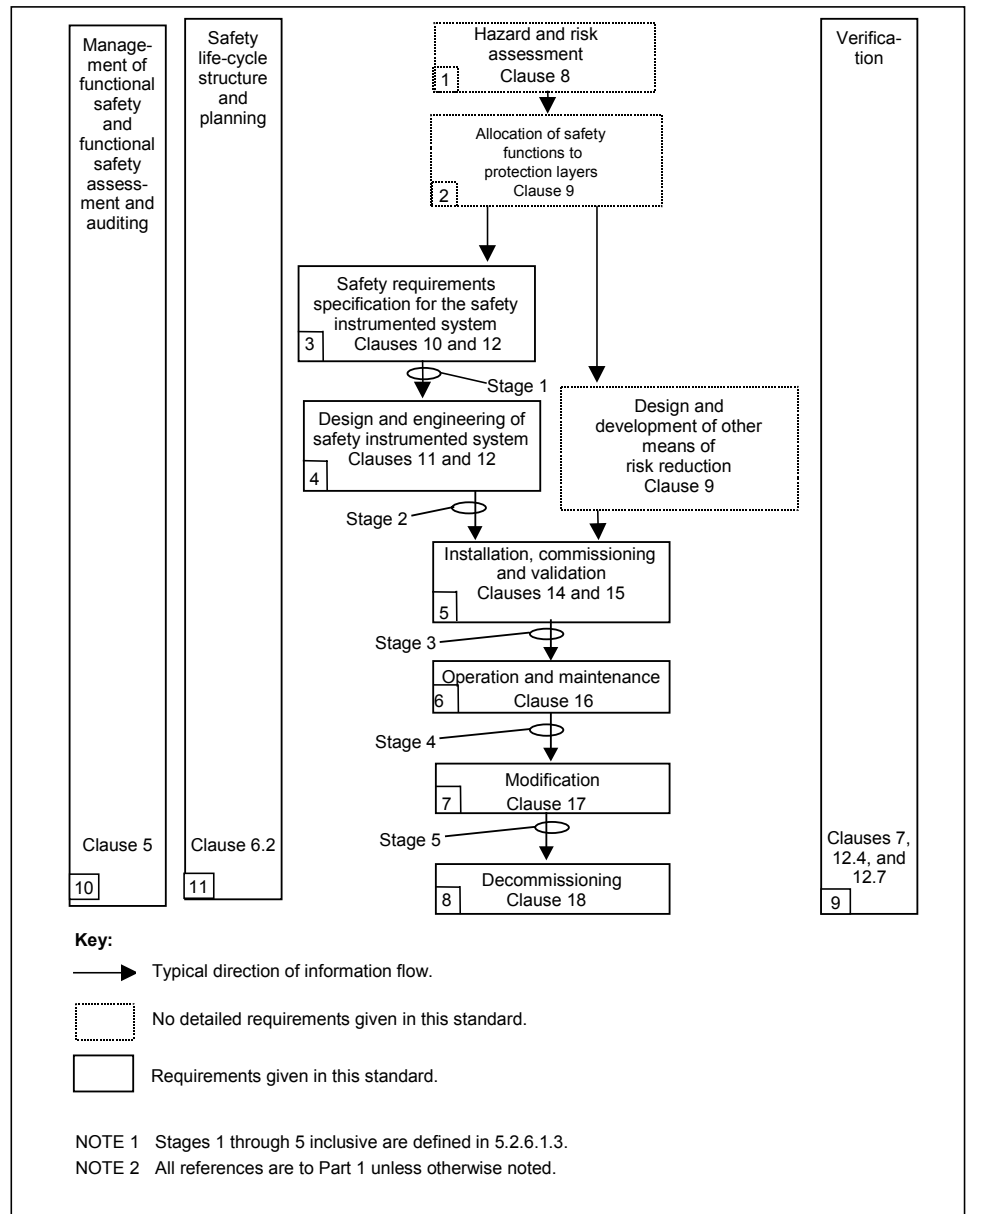 Manage-
ment of
functional
safety
and
functional
safety
assess-
ment and
auditing
Clause 5
10
Safety
life-cycle
structure
and
planning
Clause 6.2
11
Hazard and risk
assessment
Clause 8
1
Allocation of safety
functions to
protection layers
Clause 9
2
Safety requirements
specification for the safety
instrumented system
Clauses 10 and 12
3
Stage 1
Design and engineering of
safety instrumented system
Clauses 11 and 12
4
Design and
development of other
means of
risk reduction
Clause 9
Stage 2
Installation, commissioning
and validation
Clauses 14 and 15
5
Stage 3
Operation and maintenance
Clause 16
6
Stage 4
Modification
Clause 17
7
Stage 5
Decommissioning
Clause 18
8
Verifica-
tion
Clauses 7,
12.4, and
12.7
9
Key:
Typical direction of information flow.
No detailed requirements given in this standard.
Requirements given in this standard.
NOTE 1 Stages 1 through 5 inclusive are defined in 5.2.6.1.3.
NOTE 2 All references are to Part 1 unless otherwise noted.